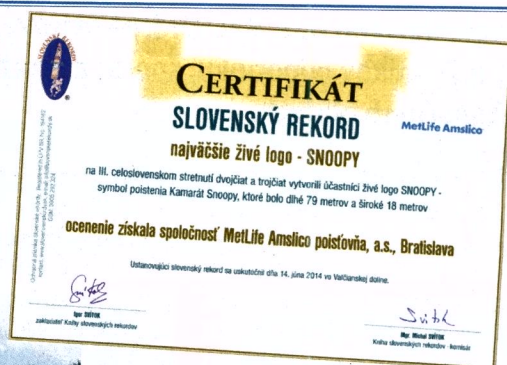 SLOVENSKÝ REKORD
CERTIFIKÁT
SLOVENSKÝ REKORD
MetLife Amslico
najväčšie živé logo - SNOOPY
na III. celoslovenskom stretnutí dvojčiat a trojčiat vytvorili účastníci živé logo SNOOPY -
symbol poistenia Kamarát Snoopy, ktoré bolo dlhé 79 metrov a široké 18 metrov
ocenenie získala spoločnosť MetLife Amslico poisťovňa, a.s., Bratislava
Ustanovujúci slovenský rekord sa uskutočnil dňa 14. júna 2014 vo Valčianskej doline.
Igor SVÍTOK
zakladateľ Knihy slovenských rekordov
Svítok
Mgr. Michal SVÍTOK
Kniha slovenských rekordov - komisár